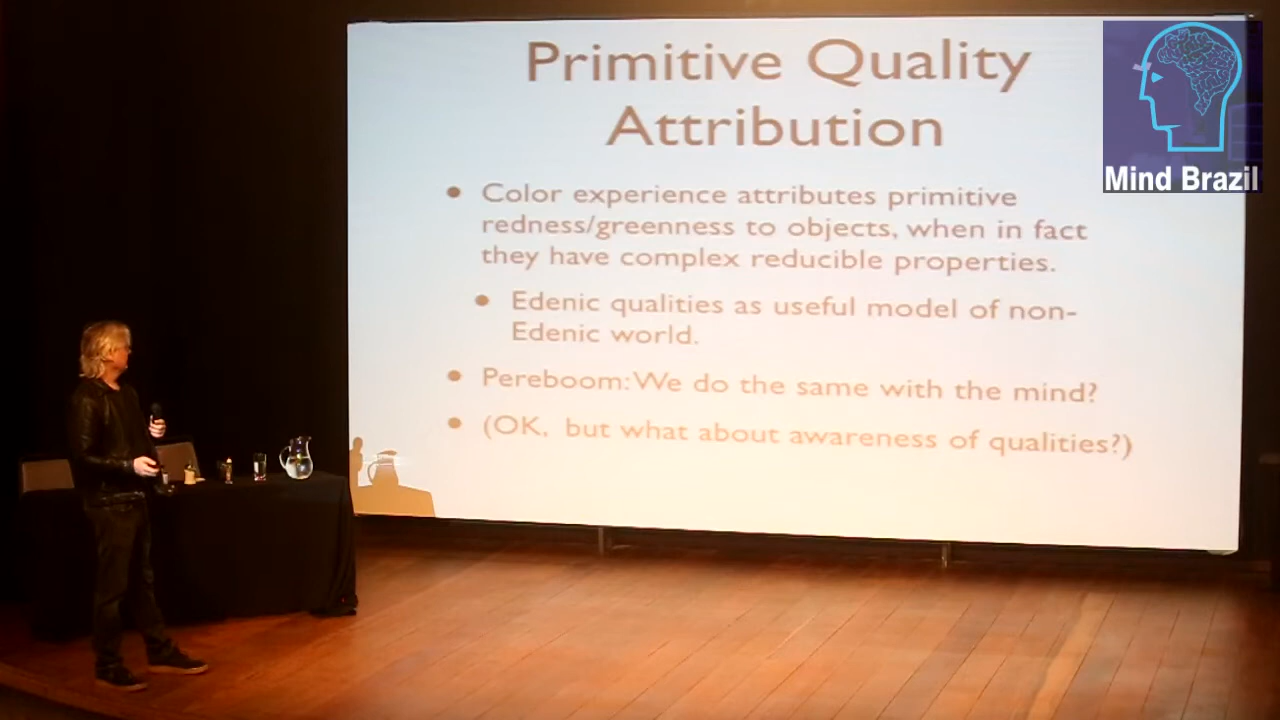 Primitive Quality
Attribution
Mind Brazil
• Color experience attributes primitive
redness/greenness to objects, when in fact
they have complex reducible properties.
• Edenic qualities as useful model of non-
Edenic world.
• Pereboom: We do the same with the mind?
• (OK, but what about awareness of qualities?)